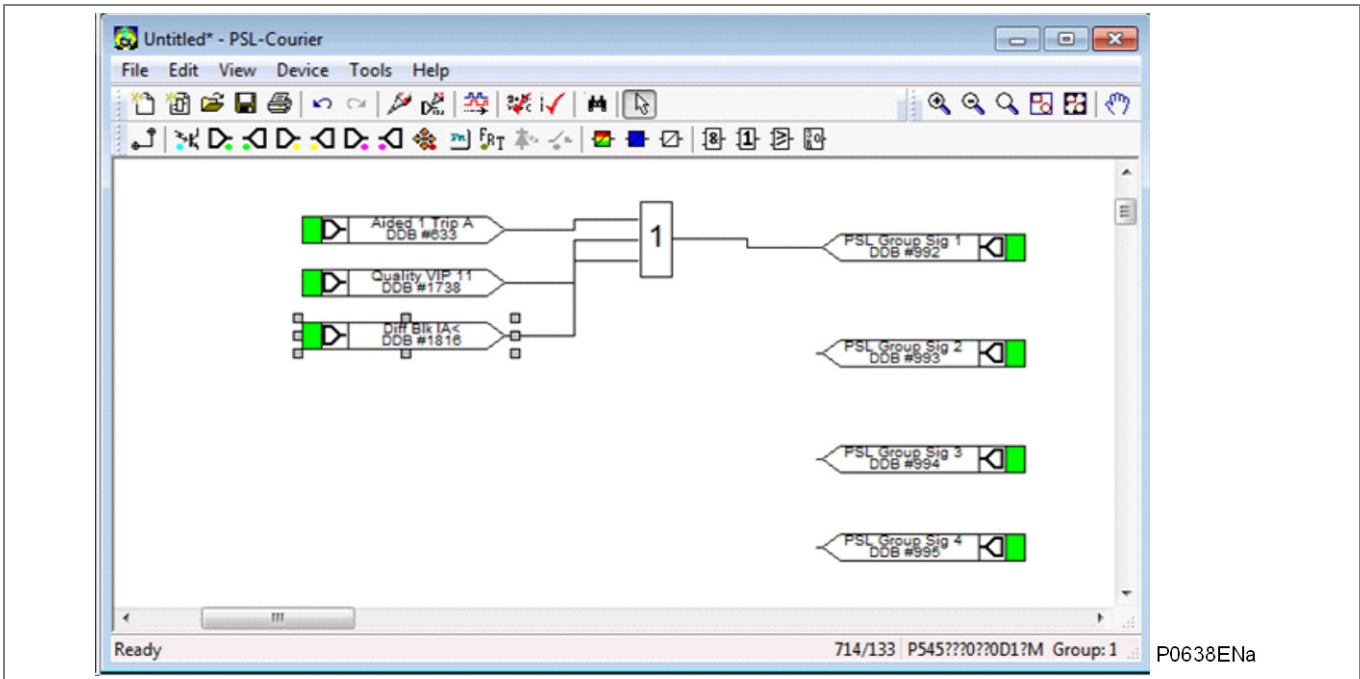 Untitled* - PSL-Courier
File Edit View Device Tools Help
FRT
8 1
Aided 1 Trip A
DDB #633
1
PSL Group Sig 1
DDB #992
Quality VIP 11
DDB #1738
Diff Blk IA<
DDB #1816
PSL Group Sig 2
DDB #993
PSL Group Sig 3
DDB #994
PSL Group Sig 4
DDB #995
Ready
714/133 P545???0??0D1?M Group: 1
P0638ENa